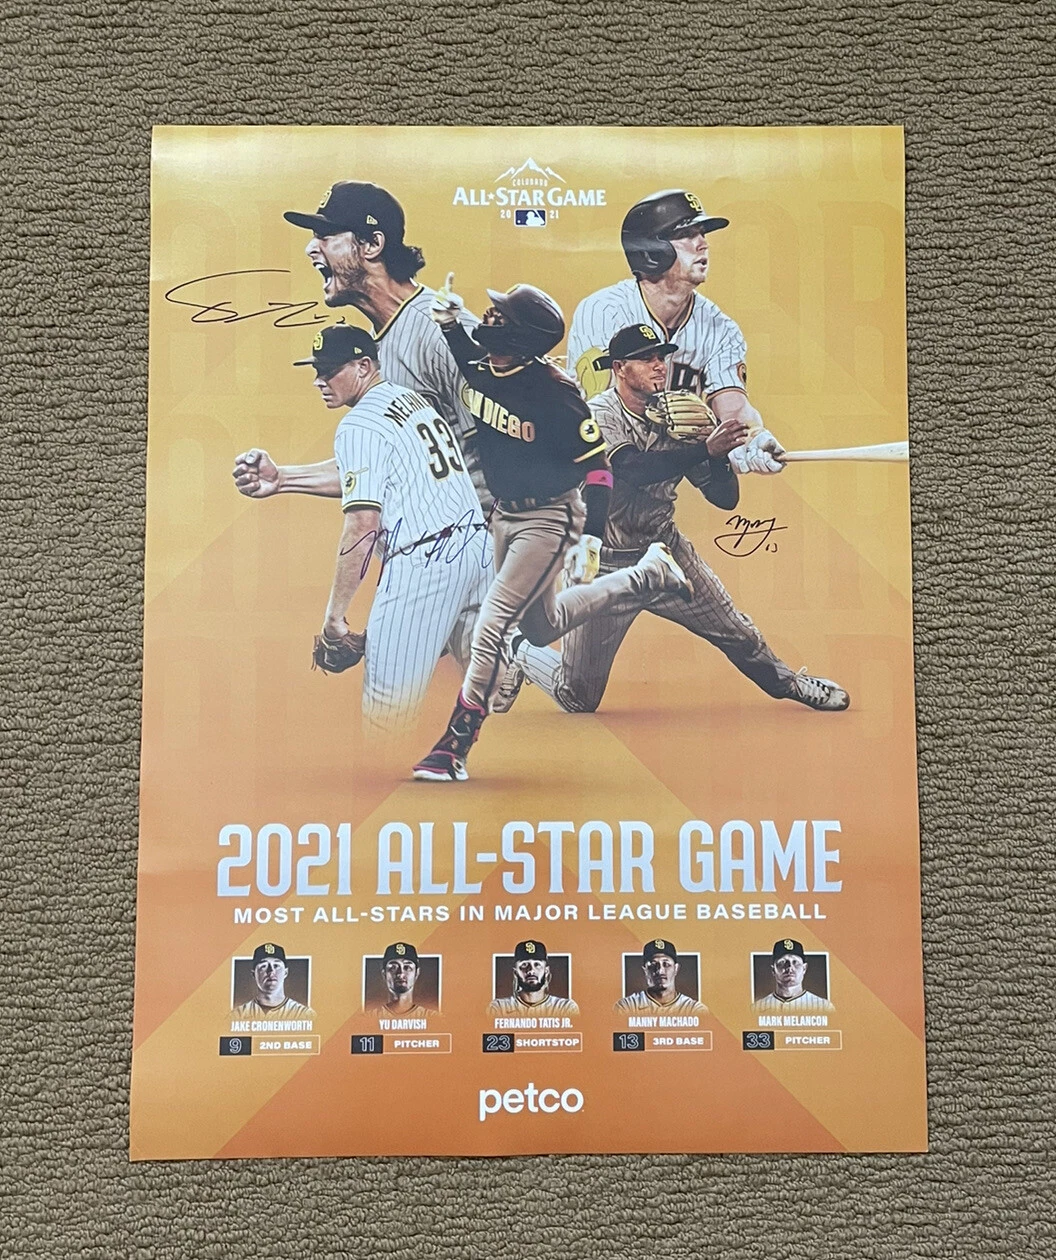 COLORADO
ALL★STAR GAME
20 21
MELAN
33
SAN DIEGO
13
2021 ALL-STAR GAME
MOST ALL-STARS IN MAJOR LEAGUE BASEBALL
JAKE CRONENWORTH
9 2ND BASE
YU DARVISH
11 PITCHER
FERNANDO TATIS JR.
23 SHORTSTOP
MANNY MACHADO
13 3RD BASE
MARK MELANCON
33 PITCHER
petco